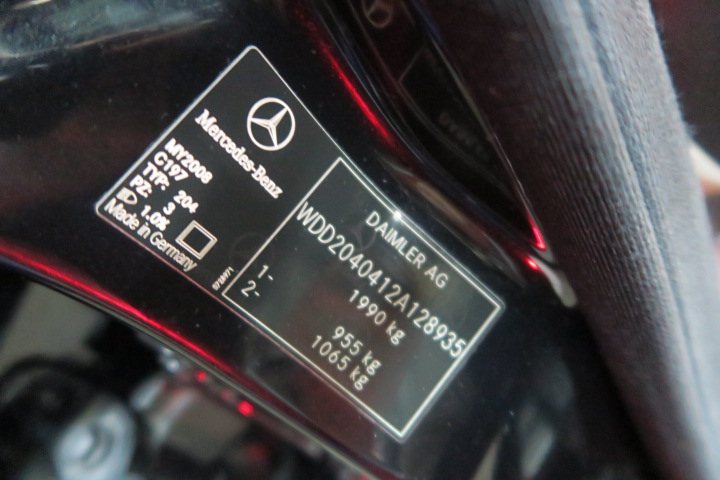 Mercedes-Benz
MY2008
C197
TYP: 204
PZ: 3
1.0%
Made in Germany
DAIMLER AG
WDD2040412A128935
1990 kg
1- 955 kg
2- 1065 kg